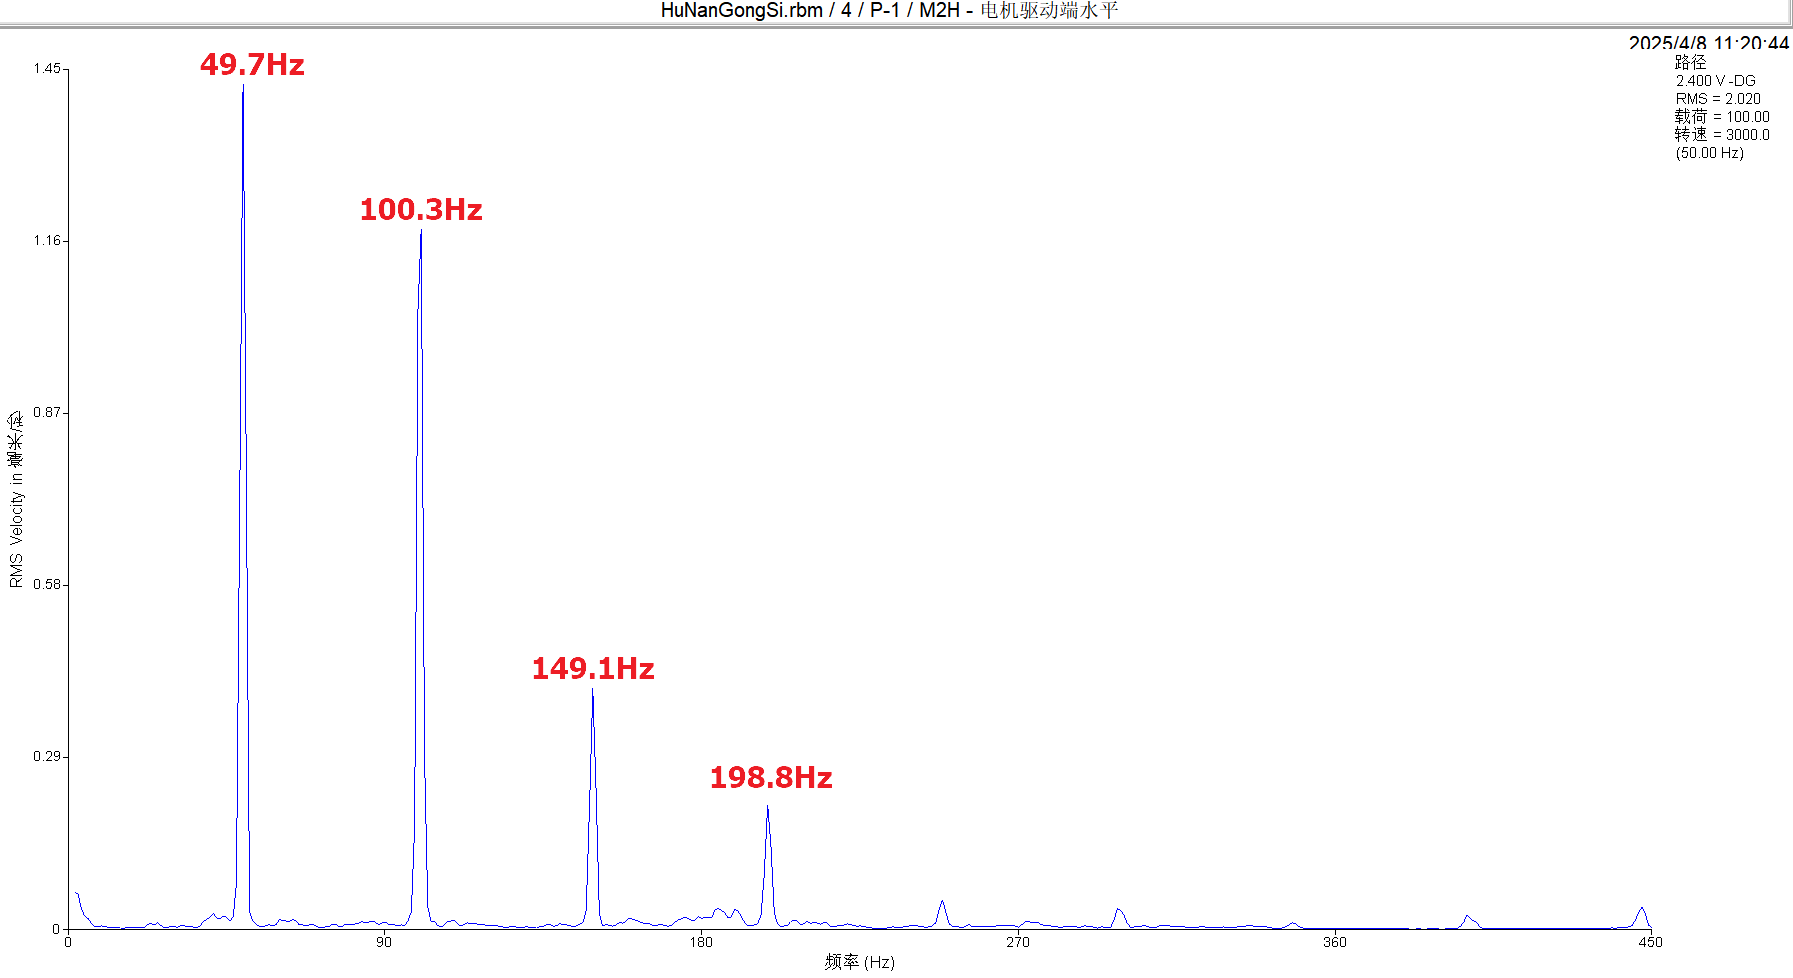 HuNanGongSi.rbm / 4 / P-1 / M2H - 电机驱动端水平
2025/4/8 11:20:44
路径
2.400 V -DG
RMS = 2.020
载荷 = 100.00
转速 = 3000.0
(50.00 Hz)
49.7Hz
100.3Hz
149.1Hz
198.8Hz
RMS Velocity in 毫米/秒
1.45
1.16
0.87
0.58
0.29
0
0
90
180
270
360
450
频率 (Hz)